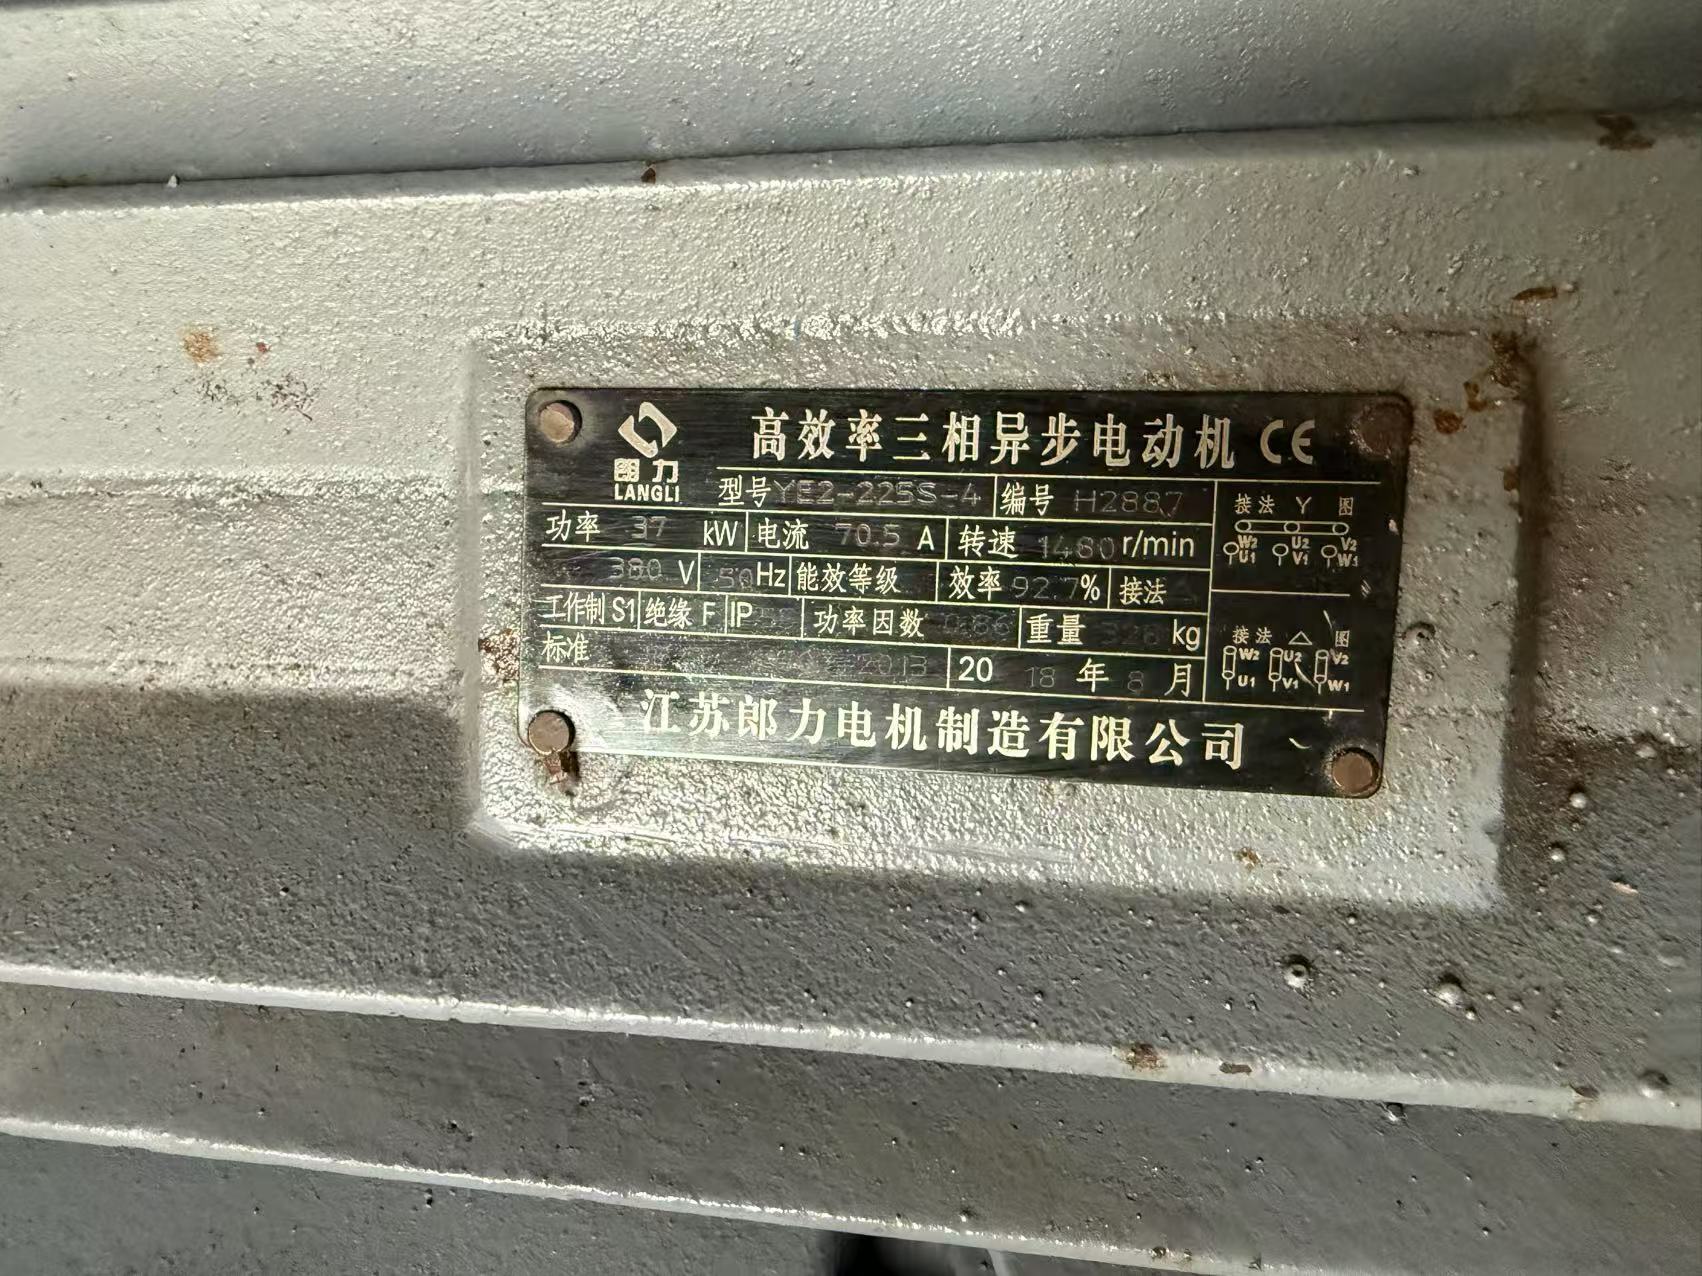 高效率三相异步电动机 CE
郎力
LANGLI
型号 YE2-225S-4 编号 H2887
功率 37 kW 电流 70.5 A 转速 1480 r/min
380 V 50 Hz 能效等级 效率 92.7% 接法
工作制 S1 绝缘 F IP 55 功率因数 0.86 重量 kg
标准 2013 20 18 年 8 月
江苏郎力电机制造有限公司
接法 Y 图
W2 U2 V2
U1 V1 W1
接法 △ 图
W2 U2 V2
U1 V1 W1